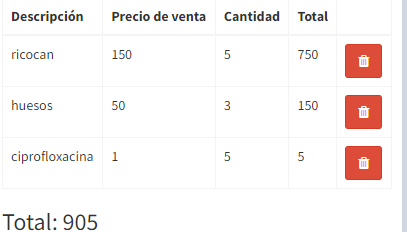 Descripción Precio de venta Cantidad Total
ricocan 150 5 750
huesos 50 3 150
ciprofloxacina 1 5 5
Total: 905